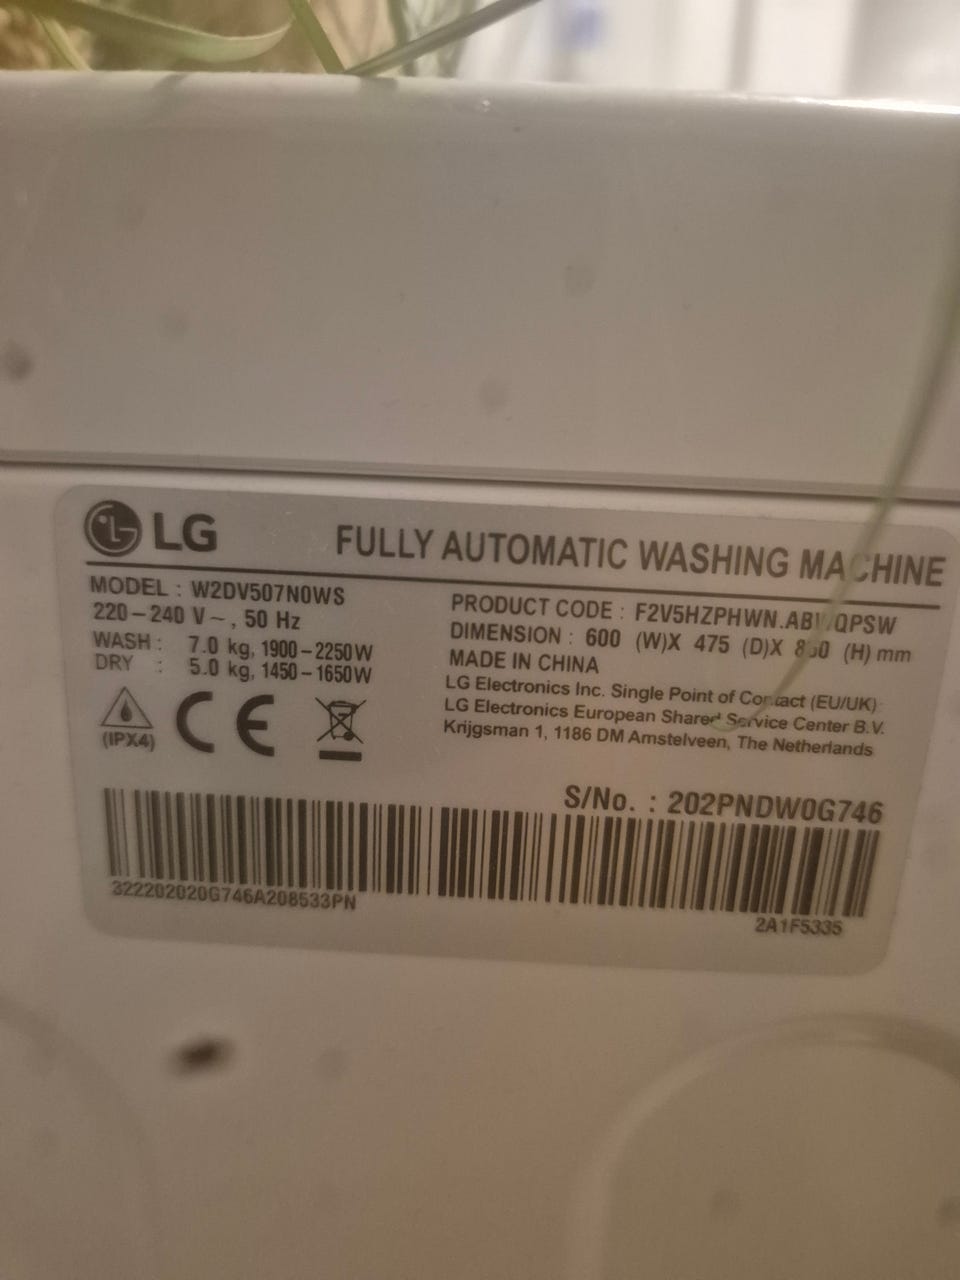 LG
FULLY AUTOMATIC WASHING MACHINE
MODEL : W2DV507N0WS
220-240 V~, 50 Hz
WASH : 7.0 kg, 1900-2250W
DRY : 5.0 kg, 1450-1650W
(IPX4)
CE
PRODUCT CODE :
DIMENSION : 600 (W)X 475 (D)X (H) mm
MADE IN CHINA
LG Electronics Inc. Single Point of Contact (EU/UK):
LG Electronics European Shared Service Center B.V.
Krijgsman 1, 1186 DM Amstelveen, The Netherlands
S/No. : 202PNDW0G746
322202020G746A208533PN
2A1F5335